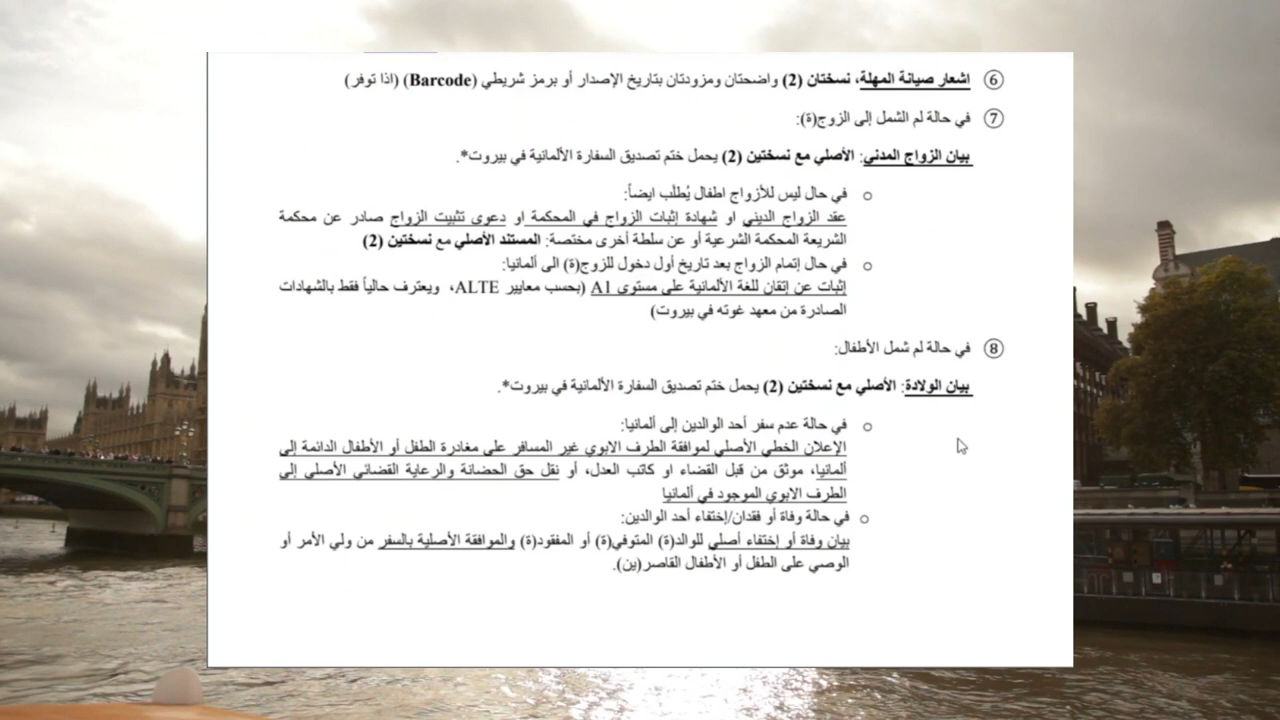 ⑥ اشعار صيانة المهلة، نسختان (2) واضحتان ومزودتان بتاريخ الإصدار أو برمز شريطي (Barcode) (اذا توفر)
⑦ في حالة لم الشمل إلى الزوج(ة):
بيان الزواج المدني: الأصلي مع نسختين (2) يحمل ختم تصديق السفارة الألمانية في بيروت*.
○ في حال ليس للأزواج اطفال يُطلب ايضاً:
عقد الزواج الديني او شهادة إثبات الزواج في المحكمة او دعوى تثبيت الزواج صادر عن محكمة
الشريعة المحكمة الشرعية أو عن سلطة أخرى مختصة: المستند الأصلي مع نسختين (2)
○ في حال إتمام الزواج بعد تاريخ أول دخول للزوج(ة) الى ألمانيا:
إثبات عن إتقان للغة الألمانية على مستوى A1 (بحسب معايير ALTE، ويعترف حالياً فقط بالشهادات
الصادرة من معهد غوته في بيروت)
⑧ في حالة لم شمل الأطفال:
بيان الولادة: الأصلي مع نسختين (2) يحمل ختم تصديق السفارة الألمانية في بيروت*.
○ في حالة عدم سفر أحد الوالدين إلى ألمانيا:
الإعلان الخطي الأصلي لموافقة الطرف الابوي غير المسافر على مغادرة الطفل أو الأطفال الدائمة إلى
ألمانيا، موثق من قبل القضاء او كاتب العدل، أو نقل حق الحضانة والرعاية القضائي الأصلي إلى
الطرف الابوي الموجود في ألمانيا
○ في حالة وفاة أو فقدان/إختفاء أحد الوالدين:
بيان وفاة أو إختفاء أصلي للوالد(ة) المتوفي(ة) أو المفقود(ة) والموافقة الأصلية بالسفر من ولي الأمر أو
الوصي على الطفل أو الأطفال القاصر(ين).